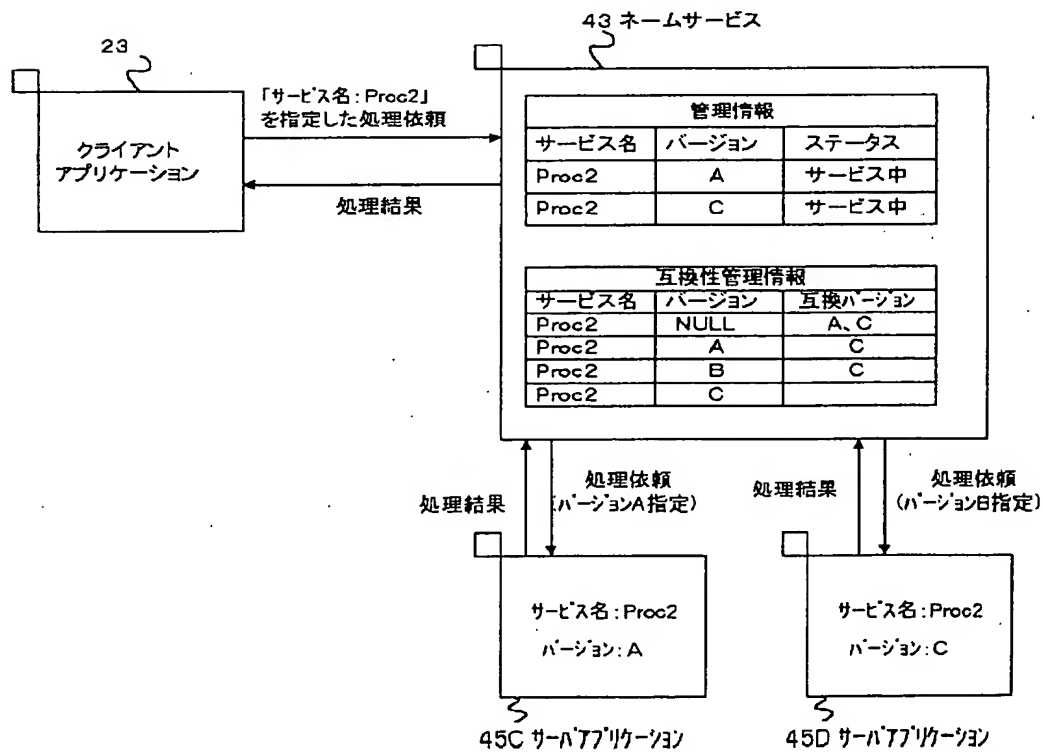 43 ネームサービス
23
「サービス名：Proc2」
を指定した処理依頼
クライアント
アプリケーション
処理結果
管理情報
サービス名 バージョン ステータス
Proc2 A サービス中
Proc2 C サービス中
互換性管理情報
サービス名 バージョン 互換バージョン
Proc2 NULL A、C
Proc2 A C
Proc2 B C
Proc2 C
処理結果
処理依頼
(バージョンA指定)
処理結果
処理依頼
(バージョンB指定)
サービス名：Proc2
バージョン：A
サービス名：Proc2
バージョン：C
45C サーバアプリケーション
45D サーバアプリケーション